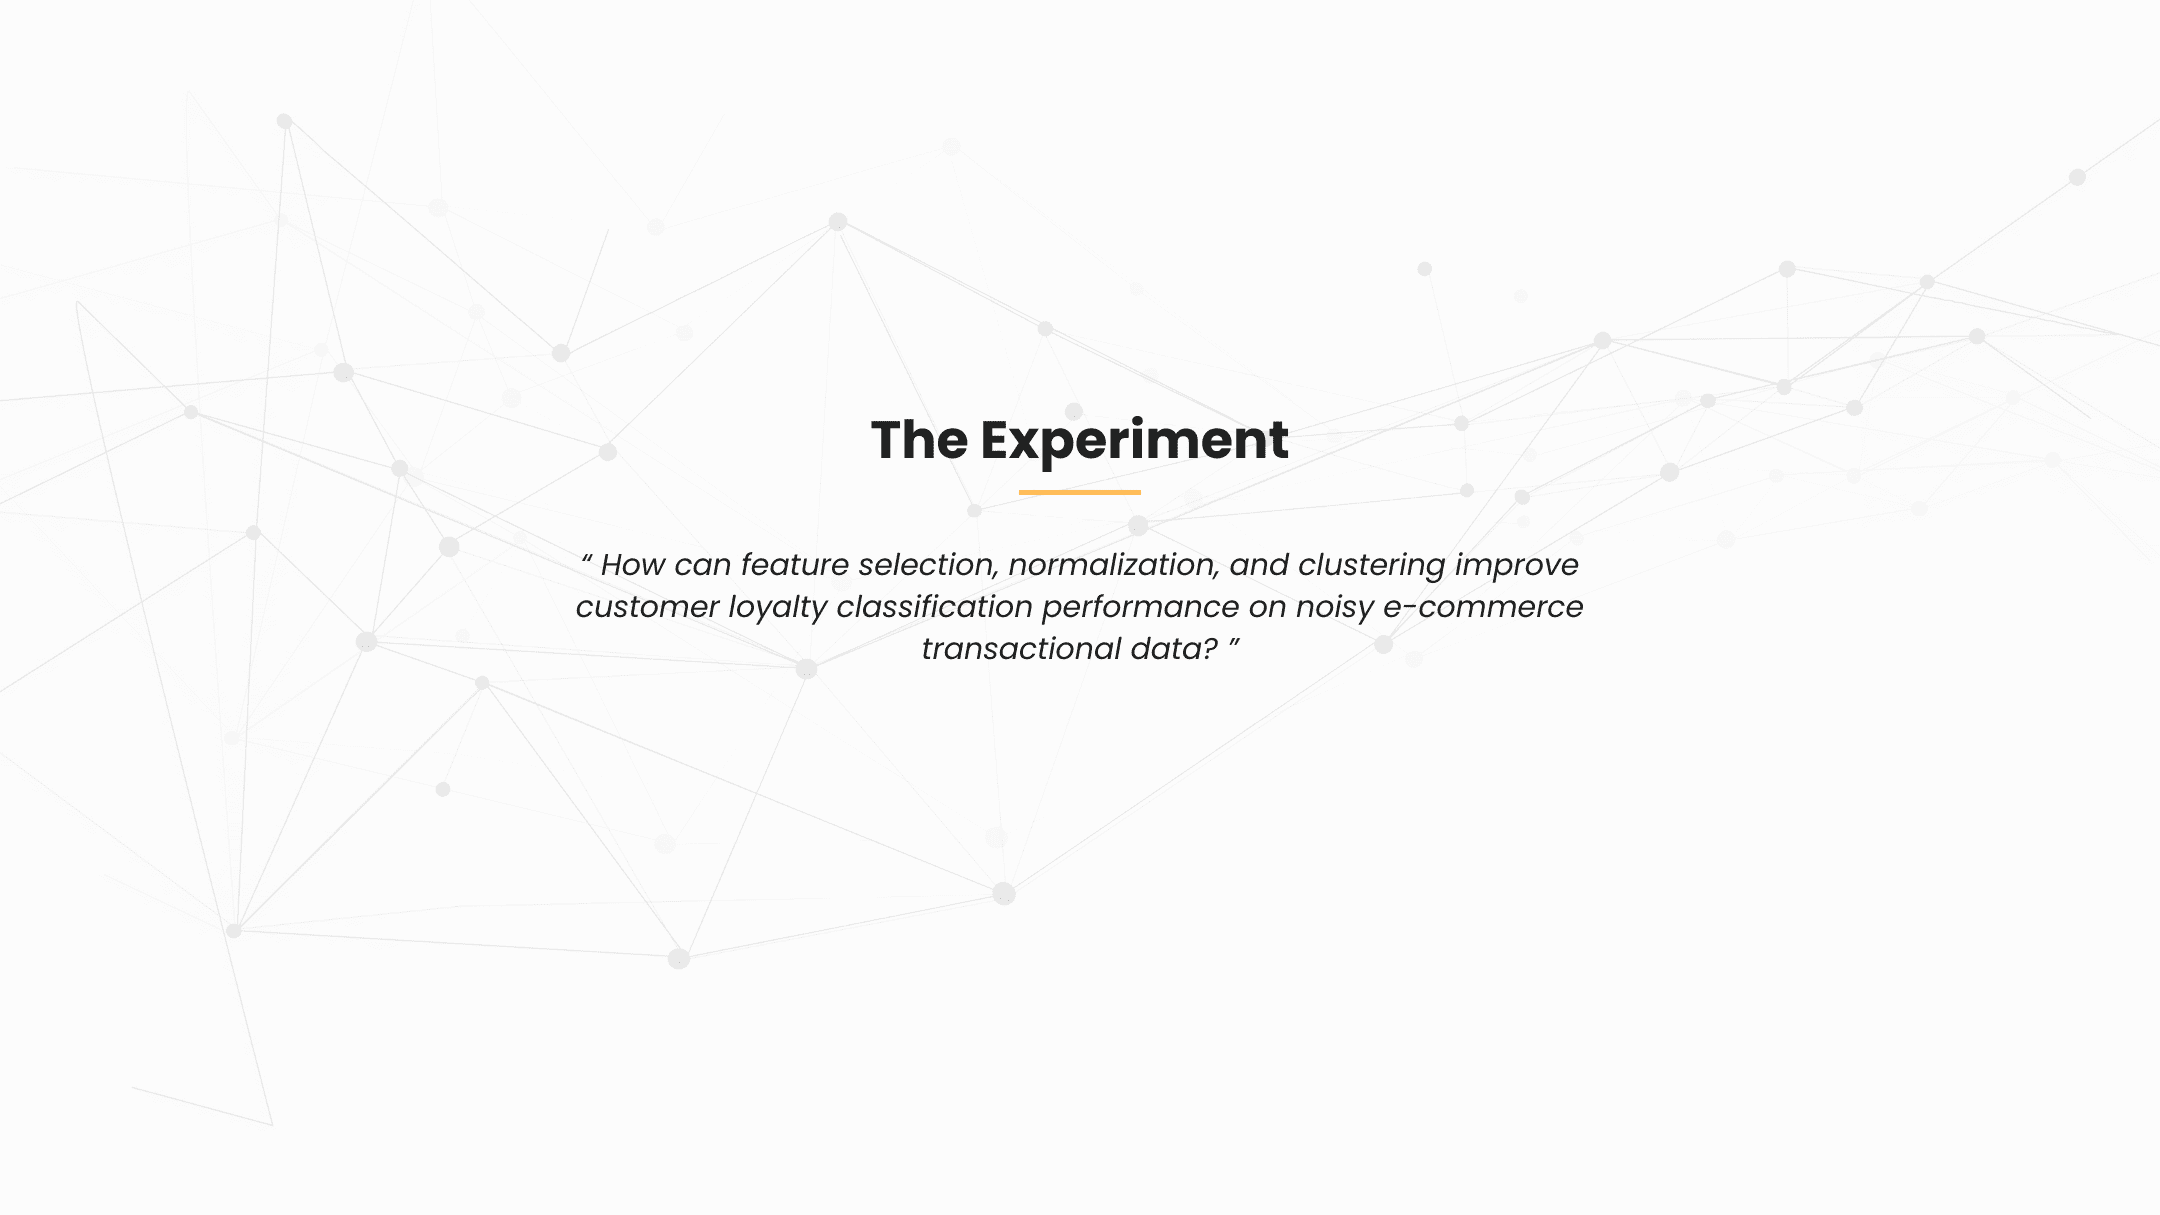 The Experiment
“ How can feature selection, normalization, and clustering improve
customer loyalty classification performance on noisy e-commerce
transactional data? ”